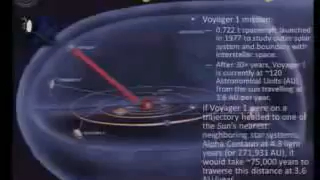 • Voyager 1 mission:
– 0.722 t spacecraft launched
in 1977 to study outer solar
system and boundary with
interstellar space.
– After 30+ years, Voyager 1
is currently at ~120
Astronomical Units (AU)
from the sun travelling at
3.6 AU per year.
If Voyager 1 were on a
trajectory headed to one of
the Sun's nearest
neighboring star systems,
Alpha Centauri at 4.3 light
years (or 271,931 AU), it
would take ~75,000 years to
traverse this distance at 3.6
AU/year.